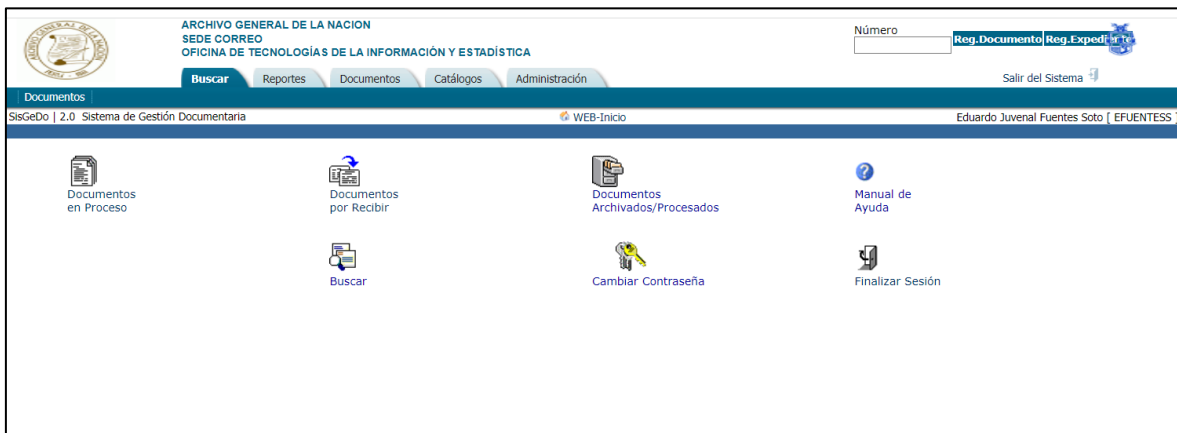 ARCHIVO GENERAL DE LA NACION
SEDE CORREO
OFICINA DE TECNOLOGÍAS DE LA INFORMACIÓN Y ESTADÍSTICA
Número
Reg.Documento Reg.Expediente
Buscar Reportes Documentos Catálogos Administración
Salir del Sistema
Documentos
SisGeDo | 2.0 Sistema de Gestión Documentaria WEB-Inicio Eduardo Juvenal Fuentes Soto [ EFUENTESS ]
Documentos
en Proceso
Documentos
por Recibir
Documentos
Archivados/Procesados
Manual de
Ayuda
Buscar
Cambiar Contraseña
Finalizar Sesión